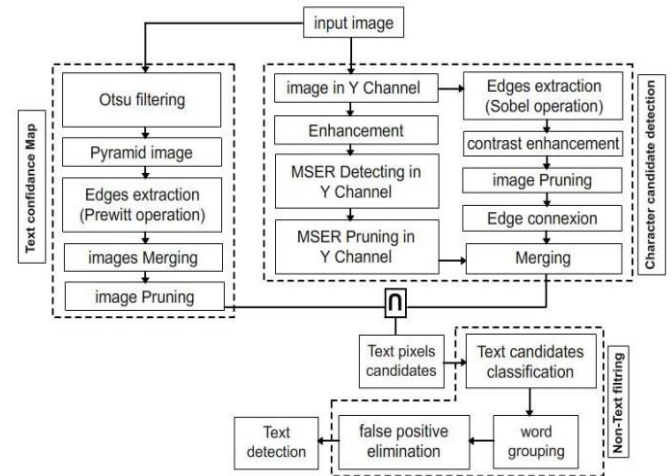 input image
Text confidance Map
Otsu filtering
Pyramid image
Edges extraction
(Prewitt operation)
images Merging
image Pruning
image in Y Channel
Enhancement
MSER Detecting in
Y Channel
MSER Pruning in
Y Channel
Edges extraction
(Sobel operation)
contrast enhancement
image Pruning
Edge connexion
Merging
Character candidate detection
∩
Text pixels
candidates
Text candidates
classification
word
grouping
false positive
elimination
Text
detection
Non-Text filtring